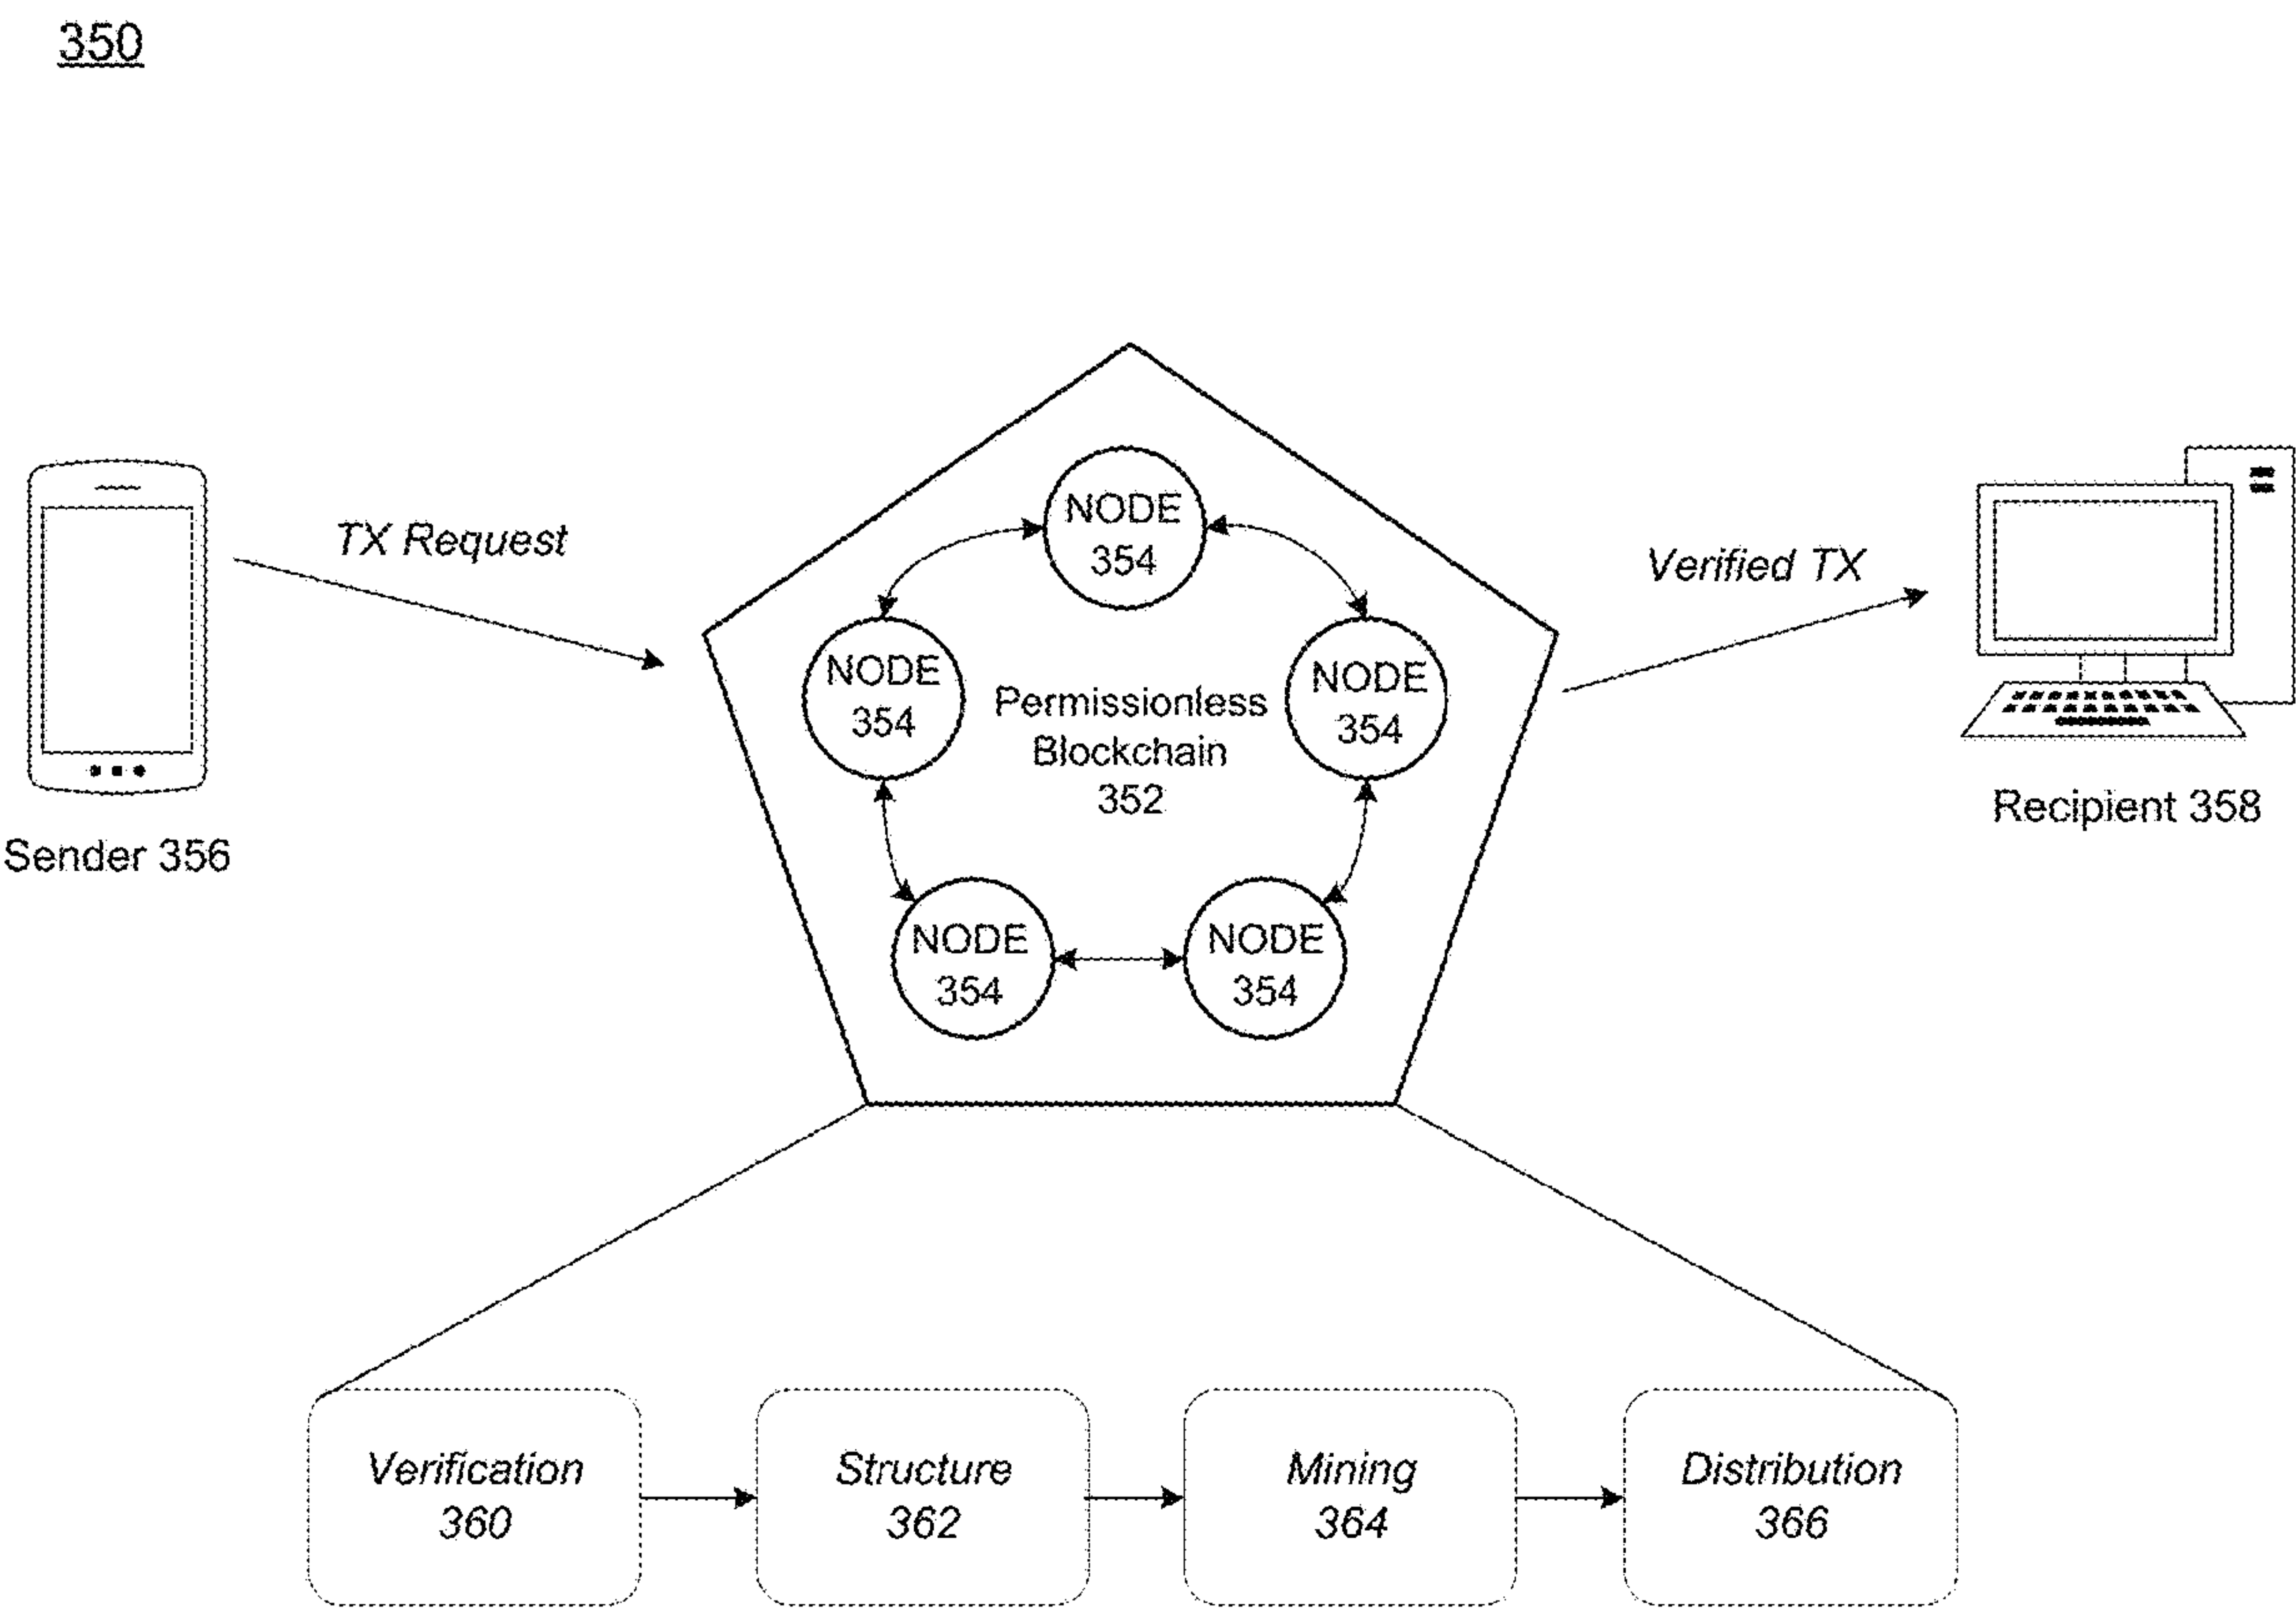 350
NODE
354
TX Request
Verified TX
NODE
354
NODE
354
Permissionless
Blockchain
352
Sender 356
Recipient 358
NODE
354
NODE
354
Verification
360
Structure
362
Mining
364
Distribution
366